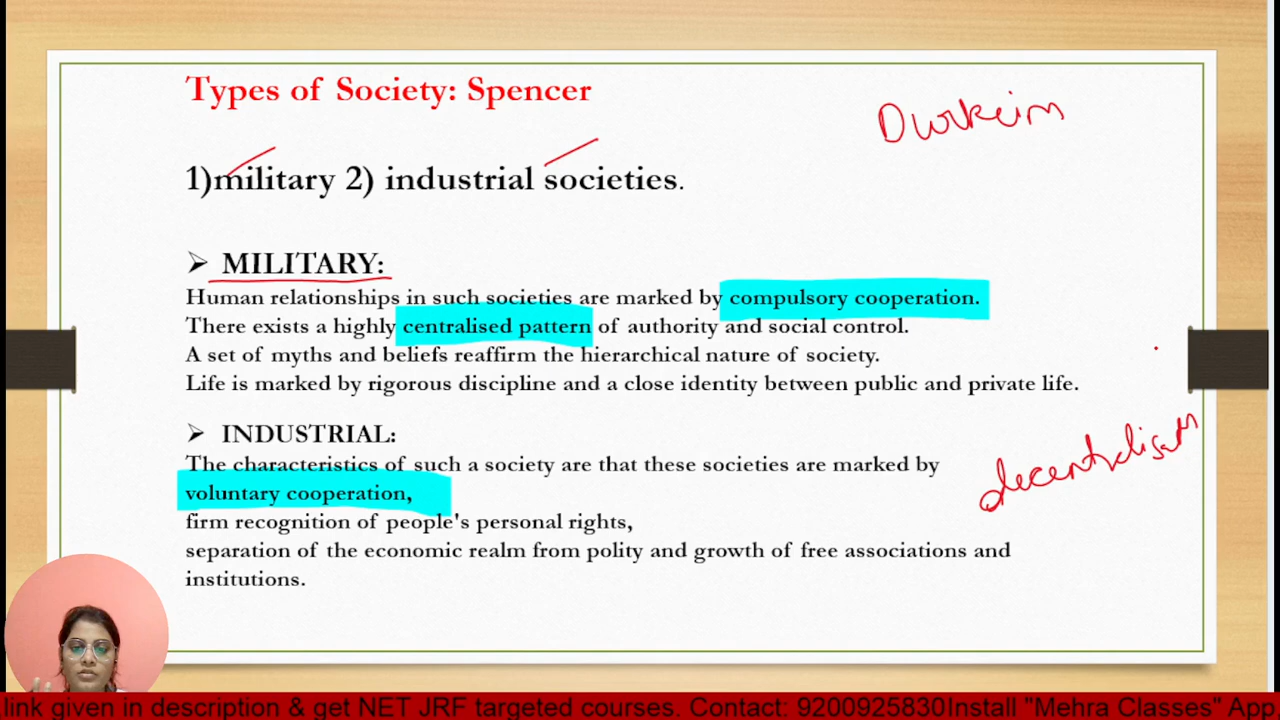 Types of Society: Spencer
Durkeim
1)military 2) industrial societies.
➢ MILITARY:
Human relationships in such societies are marked by compulsory cooperation.
There exists a highly centralised pattern of authority and social control.
A set of myths and beliefs reaffirm the hierarchical nature of society.
Life is marked by rigorous discipline and a close identity between public and private life.
➢ INDUSTRIAL:
The characteristics of such a society are that these societies are marked by
voluntary cooperation,
firm recognition of people's personal rights,
separation of the economic realm from polity and growth of free associations and
institutions.
link given in description & get NET JRF targeted courses. Contact: 9200925830Install "Mehra Classes" App